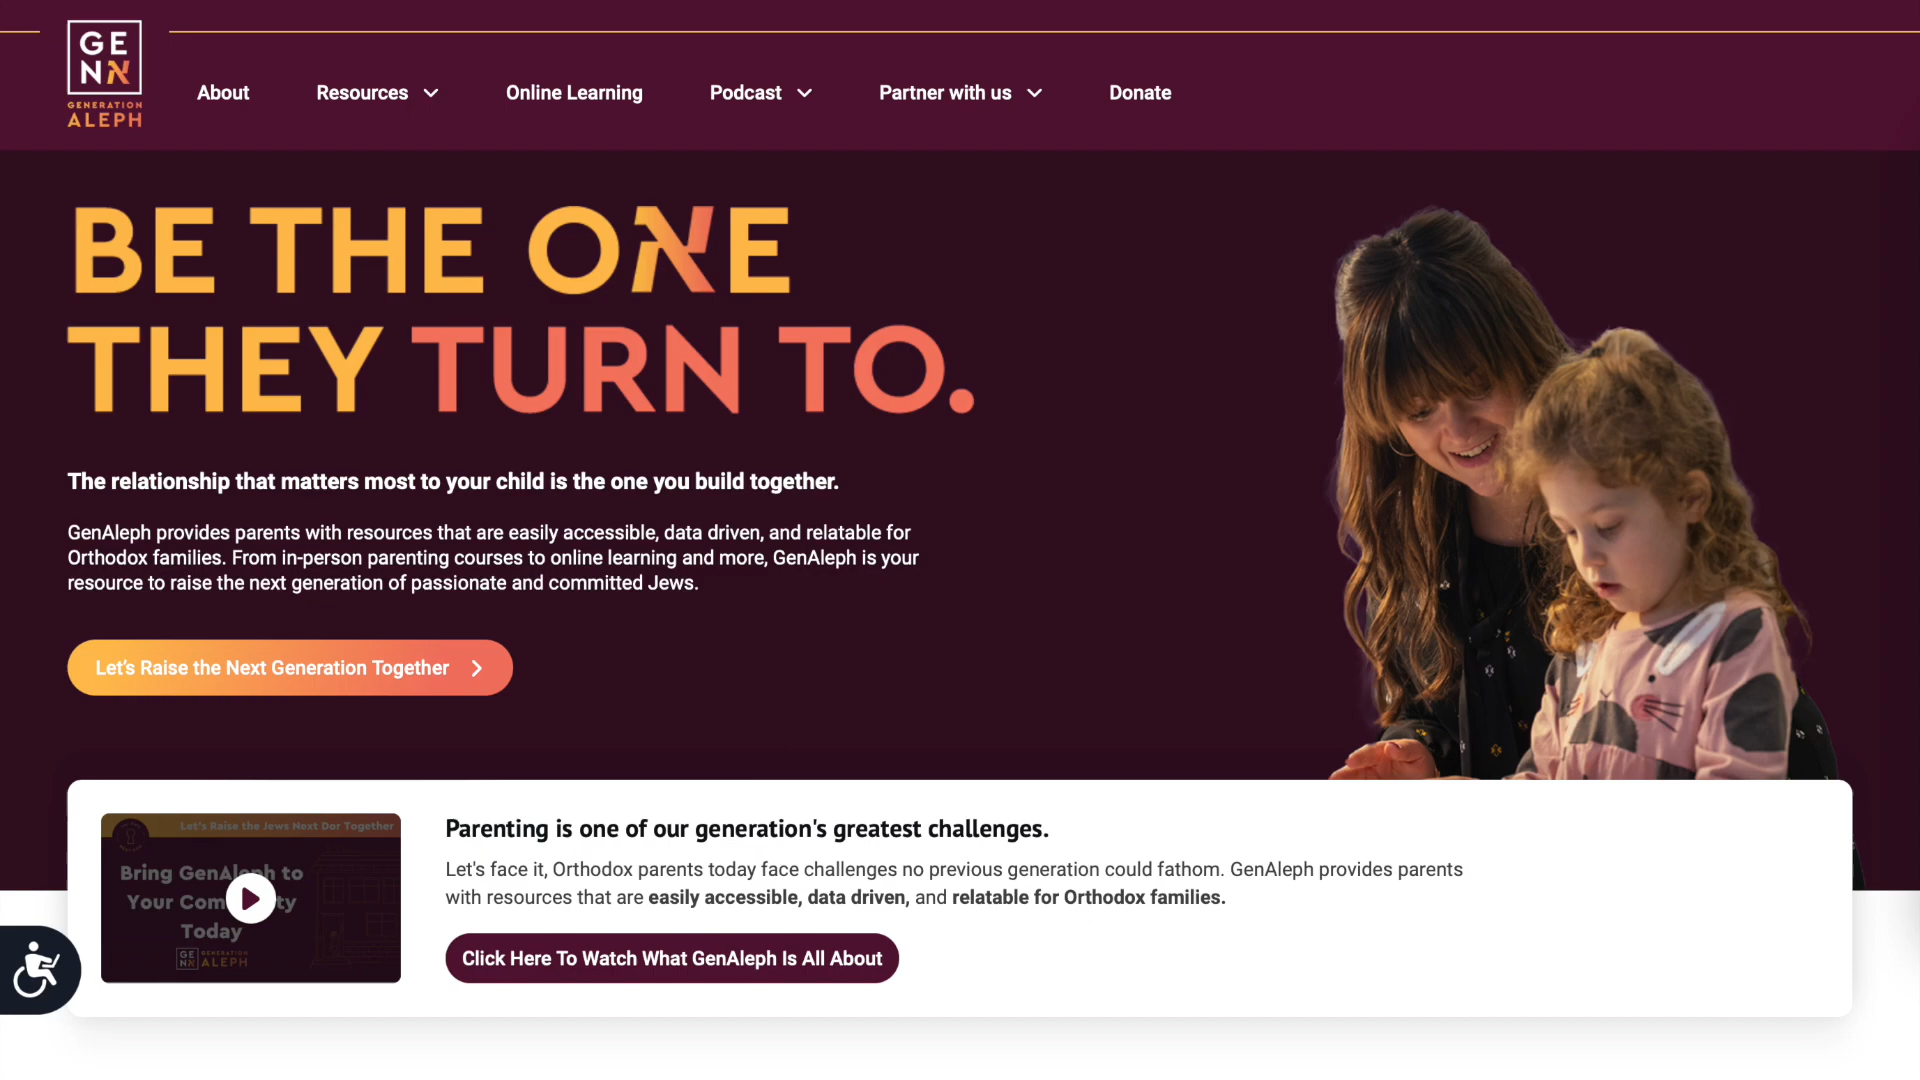 GE
Nא
GENERATION
ALEPH
About
Resources
Online Learning
Podcast
Partner with us
Donate
BE THE OאE
THEY TURN TO.
The relationship that matters most to your child is the one you build together.
GenAleph provides parents with resources that are easily accessible, data driven, and relatable for
Orthodox families. From in-person parenting courses to online learning and more, GenAleph is your
resource to raise the next generation of passionate and committed Jews.
Let's Raise the Next Generation Together
Let's Raise the Jews Next Dor Together
Bring GenAleph to
Your Com ty
Today
GE
Nא
GENERATION
ALEPH
Parenting is one of our generation's greatest challenges.
Let's face it, Orthodox parents today face challenges no previous generation could fathom. GenAleph provides parents
with resources that are easily accessible, data driven, and relatable for Orthodox families.
Click Here To Watch What GenAleph Is All About